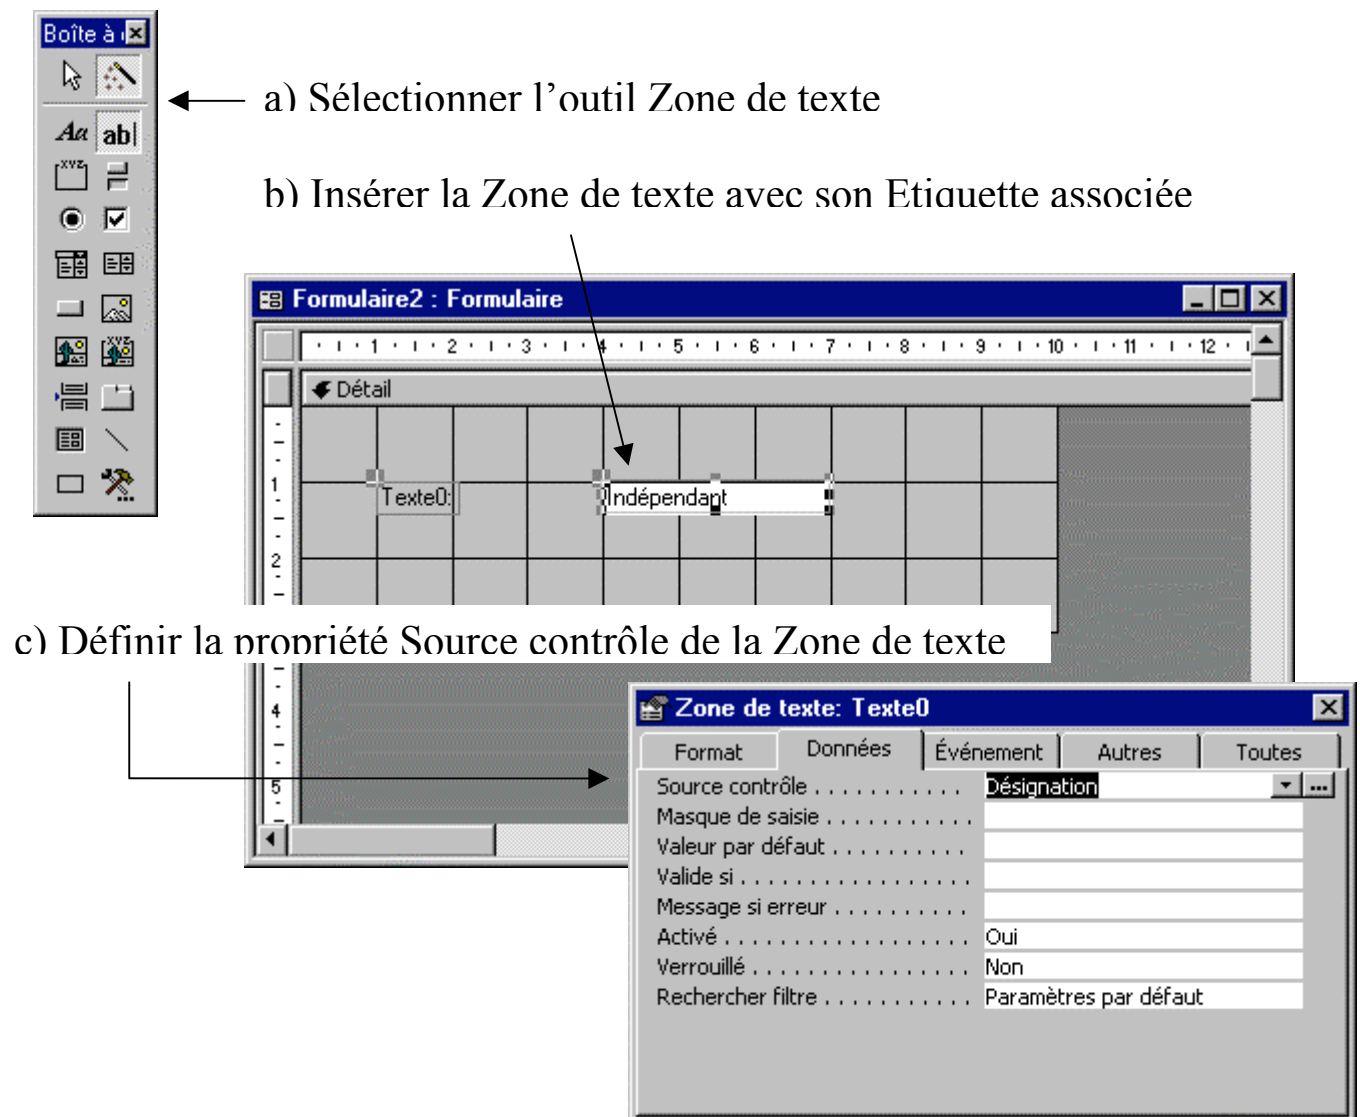 Boîte à
a) Sélectionner l'outil Zone de texte
Aa ab|
XYZ
b) Insérer la Zone de texte avec son Etiquette associée
XYZ
Formulaire2 : Formulaire
1 2 3 4 5 6 7 8 9 10 11 12
Détail
1
Texte0:
Indépendant
2
c) Définir la propriété Source contrôle de la Zone de texte
4
5
Zone de texte: Texte0
Format Données Événement Autres Toutes
Source contrôle . . . . . . . . . . . Désignation ...
Masque de saisie . . . . . . . . . . .
Valeur par défaut . . . . . . . . . .
Valide si . . . . . . . . . . . . . . . . .
Message si erreur . . . . . . . . . .
Activé . . . . . . . . . . . . . . . . . . Oui
Verrouillé . . . . . . . . . . . . . . . . Non
Rechercher filtre . . . . . . . . . . . Paramètres par défaut